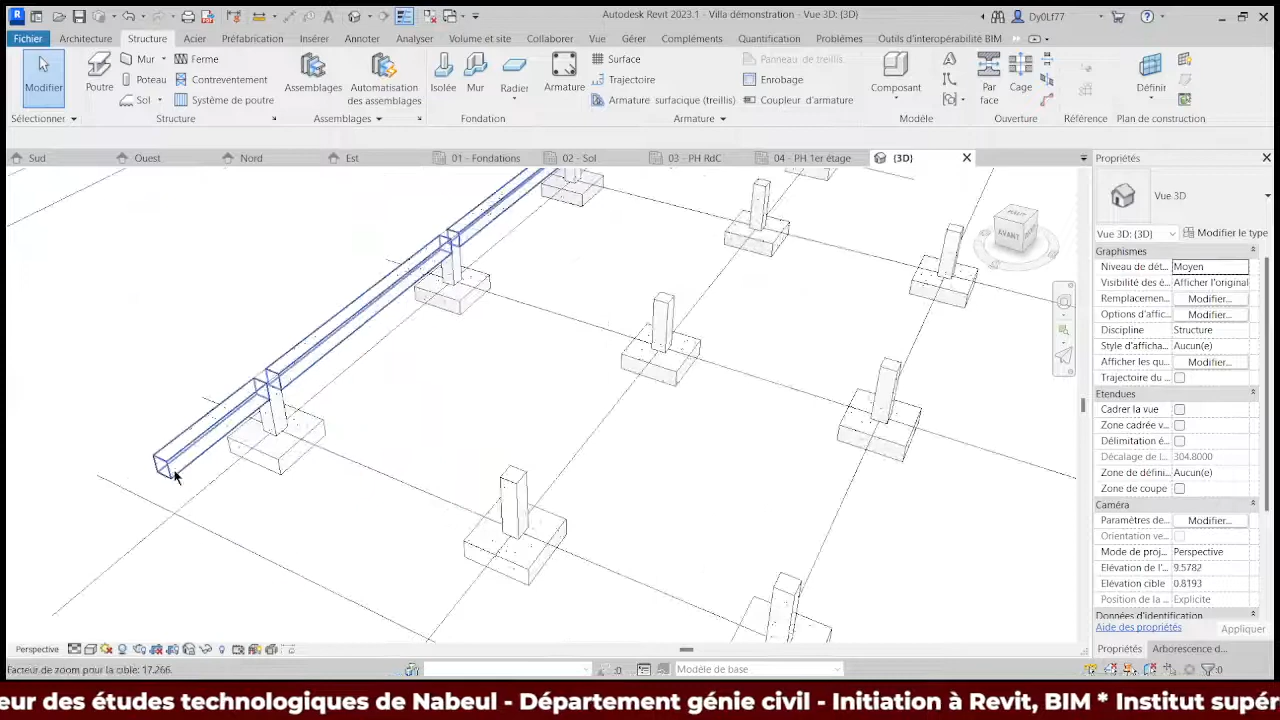 Autodesk Revit 2023.1 - Villa démonstration - Vue 3D: {3D}
Dy0Lf77
Fichier Architecture Structure Acier Préfabrication Insérer Annoter Analyser Volume et site Collaborer Vue Gérer Compléments Quantification Problèmes Outils d'interopérabilité BIM
Modifier
Poutre
Mur
Poteau
Sol
Ferme
Contreventement
Système de poutre
Assemblages
Automatisation
des assemblages
Isolée
Mur
Radier
Armature
Surface
Trajectoire
Armature surfacique (treillis)
Panneau de treillis
Enrobage
Coupleur d'armature
Composant
Par
face
Cage
Définir
Sélectionner Structure Assemblages Fondation Armature Modèle Ouverture Référence Plan de construction
Sud Ouest Nord Est 01 - Fondations 02 - Sol 03 - PH RdC 04 - PH 1er étage {3D}
Propriétés
Vue 3D
Vue 3D: {3D} Modifier le type
Graphismes
Niveau de dét... Moyen
Visibilité des é... Afficher l'original
Remplacemen... Modifier...
Options d'affic... Modifier...
Discipline Structure
Style d'afficha... Aucun(e)
Afficher les qu... Modifier...
Trajectoire du ...
Etendues
Cadrer la vue
Zone cadrée v...
Délimitation é...
Décalage de l... 304.8000
Zone de défini... Aucun(e)
Zone de coupe
Caméra
Paramètres de... Modifier...
Orientation ve...
Mode de proj... Perspective
Elévation de l'... 9.5782
Elévation cible 0.8193
Position de la ... Explicite
Données d'identification
Aide des propriétés Appliquer
Propriétés Arborescence d...
HAUT
AVANT
Perspective
Facteur de zoom pour la cible: 17.266.
:0
Modèle de base
:0
eur des études technologiques de Nabeul - Département génie civil - Initiation à Revit, BIM * Institut supér